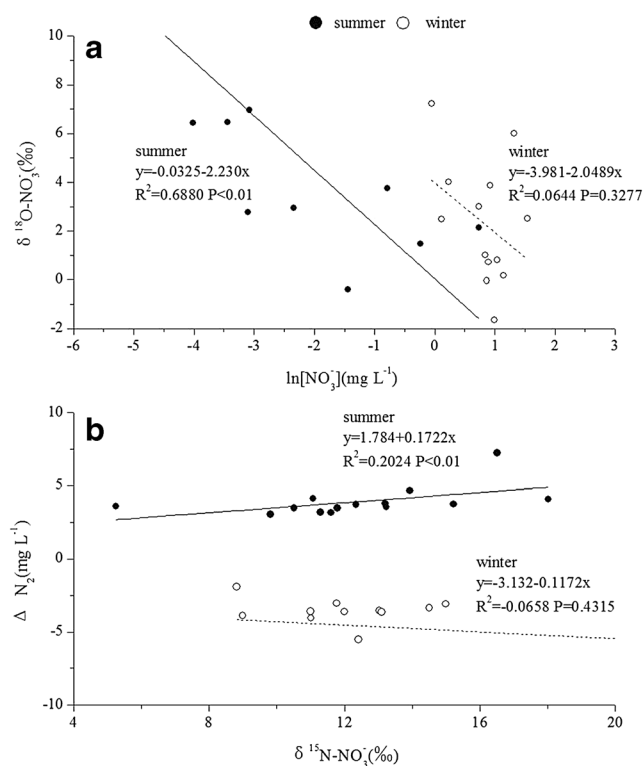 summer winter
a
10
8
6
4
2
0
-2
δ ¹⁸O-NO₃⁻(‰)
summer
y=-0.0325-2.230x
R²=0.6880 P<0.01
winter
y=-3.981-2.0489x
R²=0.0644 P=0.3277
-6 -5 -4 -3 -2 -1 0 1 2 3
ln[NO₃⁻](mg L⁻¹)
b
10
5
0
-5
-10
Δ N₂(mg L⁻¹)
summer
y=1.784+0.1722x
R²=0.2024 P<0.01
winter
y=-3.132-0.1172x
R²=-0.0658 P=0.4315
4 8 12 16 20
δ ¹⁵N-NO₃⁻(‰)